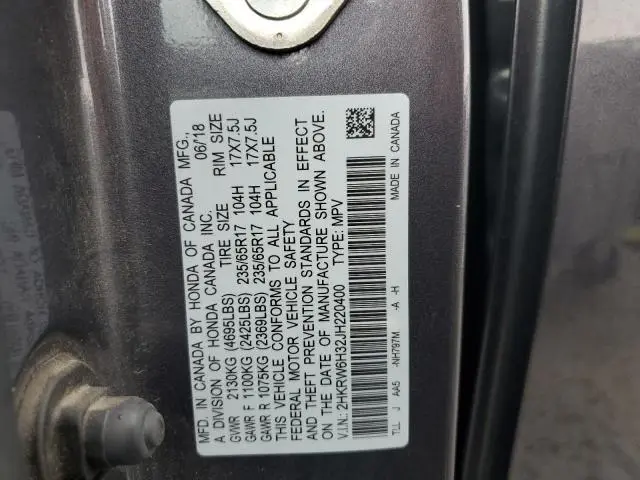 MFD. IN CANADA BY HONDA OF CANADA MFG.,
A DIVISION OF HONDA CANADA INC. 06/18
TIRE SIZE RIM SIZE
GVWR 2130KG (4695LBS)
GAWR F 1100KG (2425LBS) 235/65R17 104H 17X7.5J
GAWR R 1075KG (2369LBS) 235/65R17 104H 17X7.5J
THIS VEHICLE CONFORMS TO ALL APPLICABLE
FEDERAL MOTOR VEHICLE SAFETY
AND THEFT PREVENTION STANDARDS IN EFFECT
ON THE DATE OF MANUFACTURE SHOWN ABOVE.
V.I.N.: 2HKRW6H32JH220400 TYPE: MPV
TLL J AA5 -NH797M -A -H MADE IN CANADA